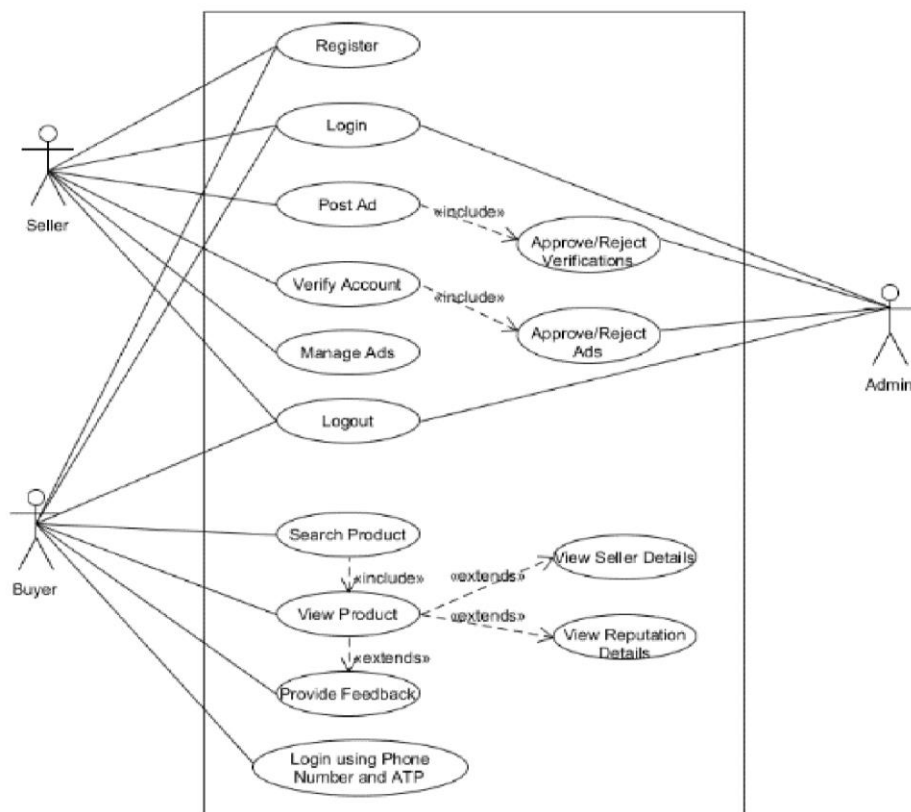 Register
Login
Seller
Post Ad
«include»
Approve/Reject
Verifications
Verify Account
«include»
Approve/Reject
Ads
Admin
Manage Ads
Logout
Buyer
Search Product
«include»
View Seller Details
«extends»
View Product
«extends»
View Reputation
Details
«extends»
Provide Feedback
Login using Phone
Number and ATP